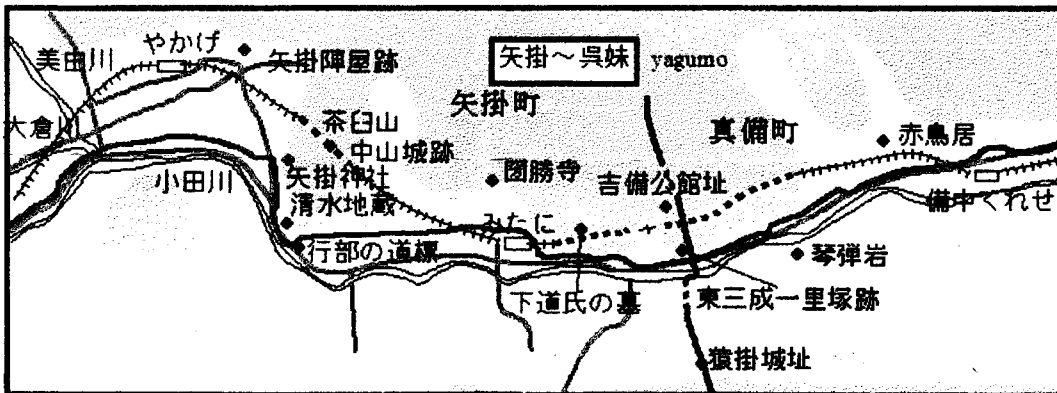 やかげ
美山川
矢掛陣屋跡
矢掛〜呉妹 yagumo
矢掛町
茶臼山
大倉川
中山城跡
真備町
赤鳥居
小田川
矢掛神社
圀勝寺
吉備公館址
清水地蔵
みたに
備中くれせ
行部の道標
琴弾岩
下道氏の墓
東三成一里塚跡
猿掛城址